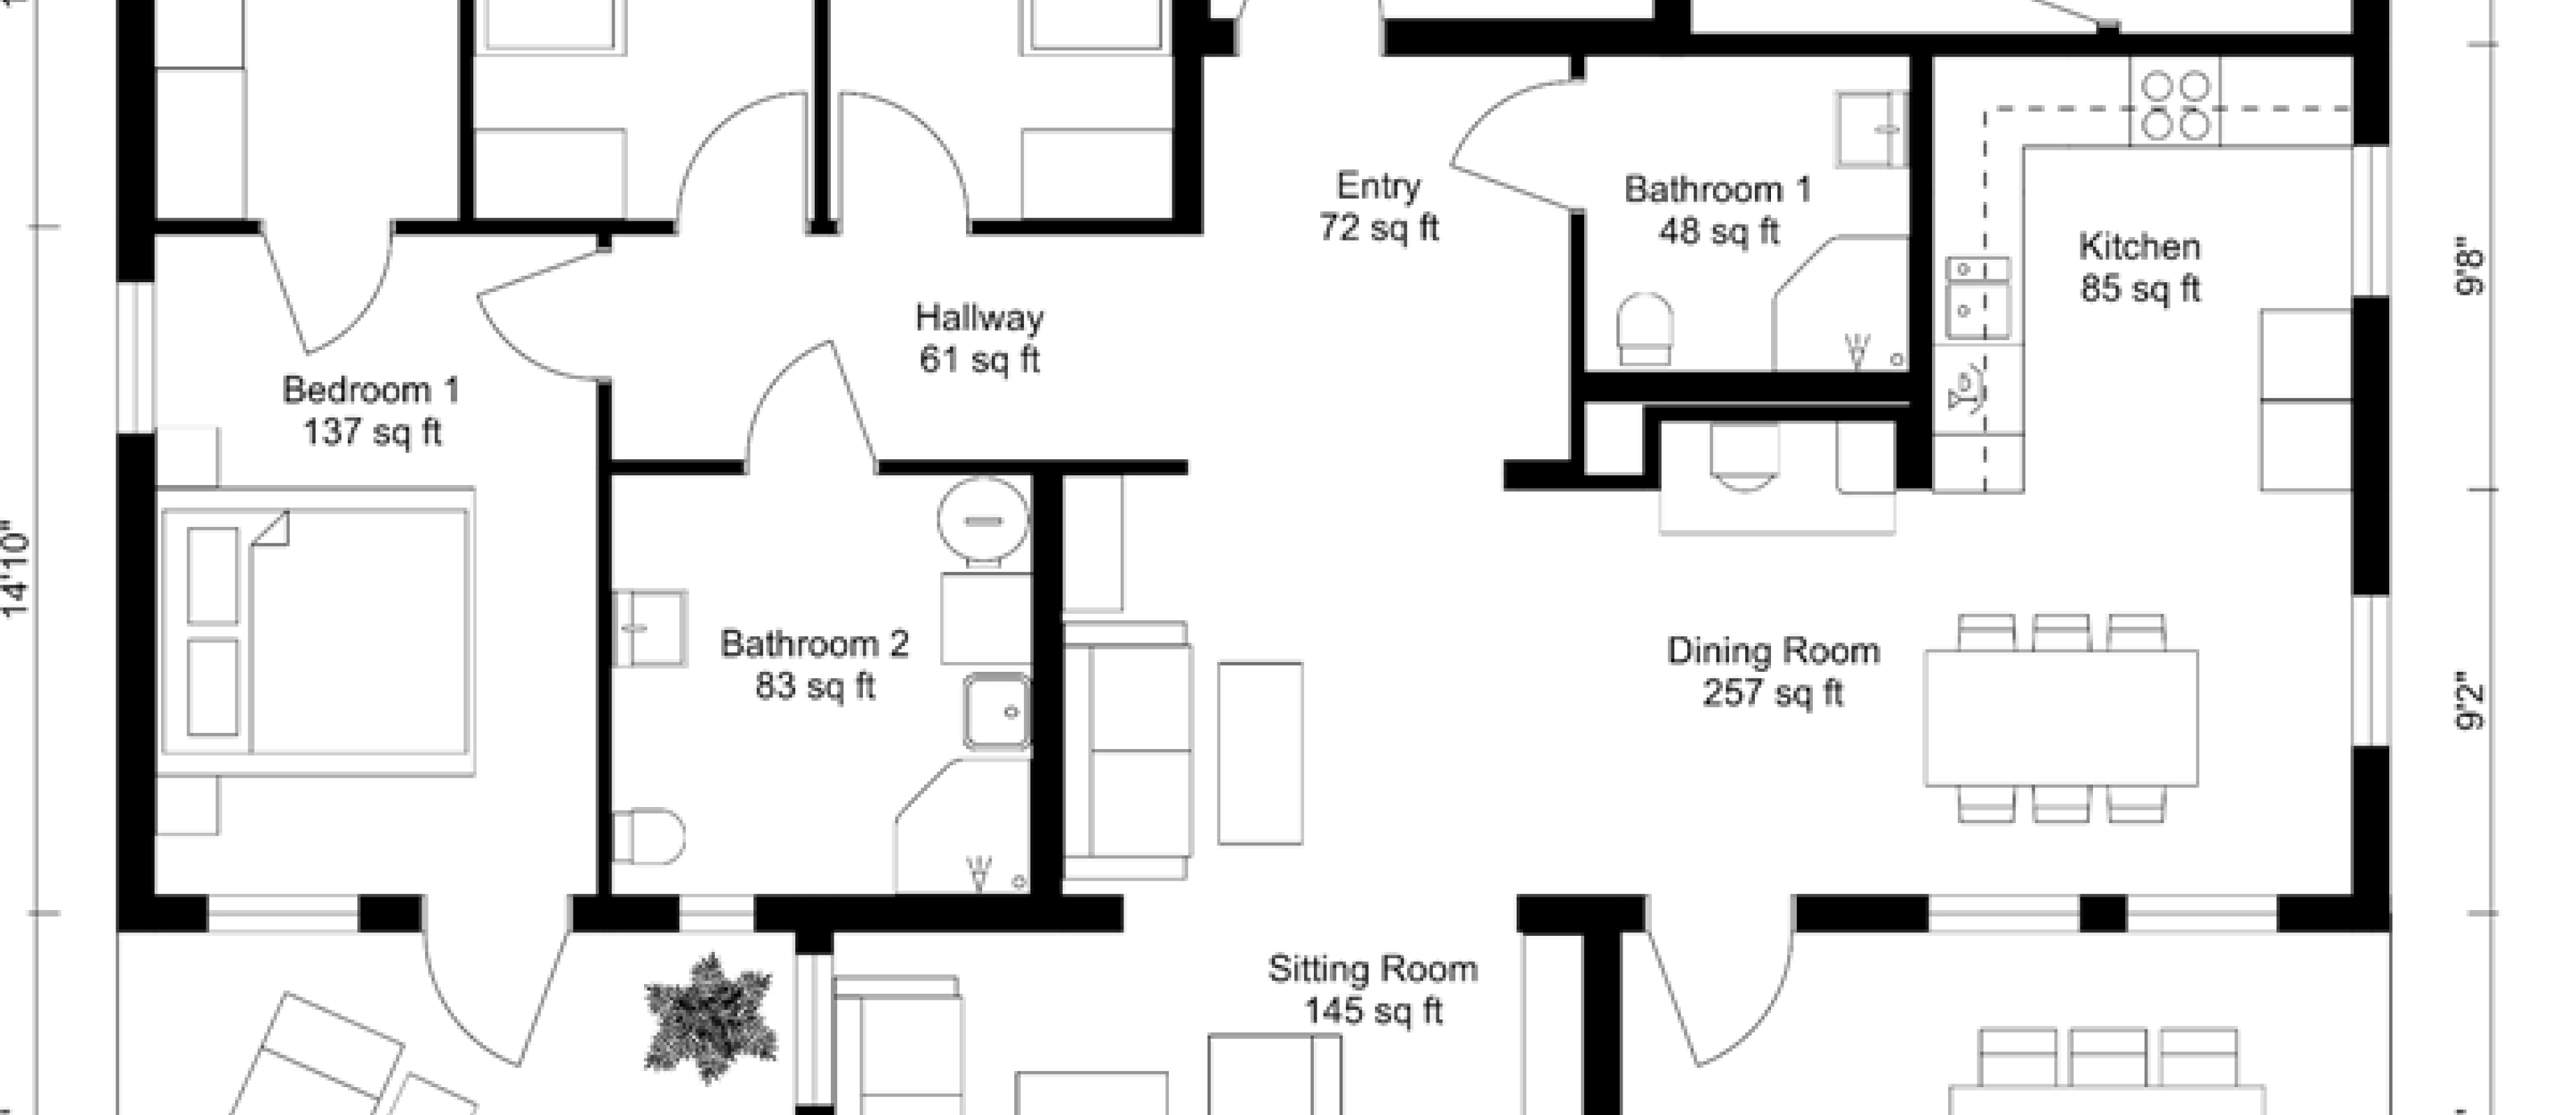 Entry
72 sq ft
Bathroom 1
48 sq ft
Kitchen
85 sq ft
9'8"
Hallway
61 sq ft
Bedroom 1
137 sq ft
14'10"
Bathroom 2
83 sq ft
Dining Room
257 sq ft
9'2"
Sitting Room
145 sq ft